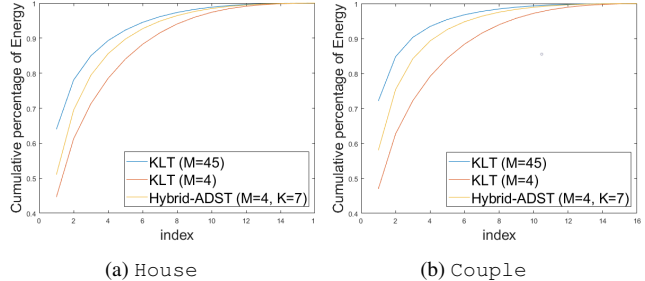 Cumulative percentage of Energy
1
0.9
0.8
0.7
0.6
0.5
0.4
0 2 4 6 8 10 12 14 1
index
KLT (M=45)
KLT (M=4)
Hybrid-ADST (M=4, K=7)
(a) House
Cumulative percentage of Energy
1
0.9
0.8
0.7
0.6
0.5
0.4
0 2 4 6 8 10 12 14 16
index
KLT (M=45)
KLT (M=4)
Hybrid-ADST (M=4, K=7)
(b) Couple